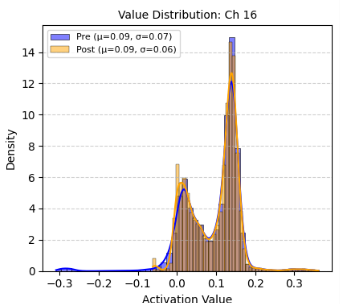 Value Distribution: Ch 16
Pre (μ=0.09, σ=0.07)
Post (μ=0.09, σ=0.06)
14
12
10
8
6
4
2
0
Density
−0.3 −0.2 −0.1 0.0 0.1 0.2 0.3
Activation Value